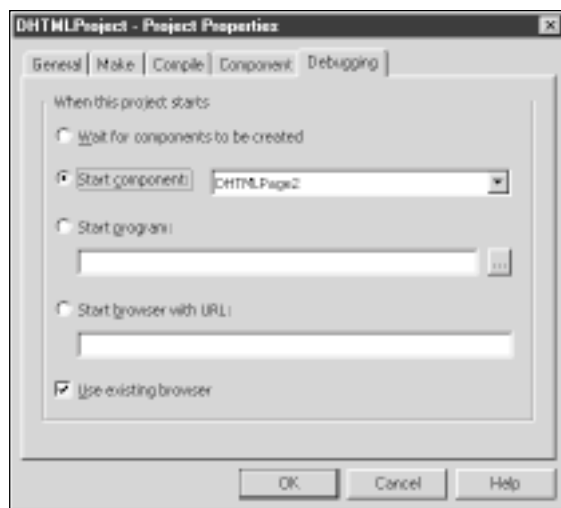 DHTMLProject - Project Properties
General Make Compile Component Debugging
When this project starts
Wait for components to be created
Start component: DHTMLPage2
Start program:
...
Start browser with URL:
Use existing browser
OK Cancel Help